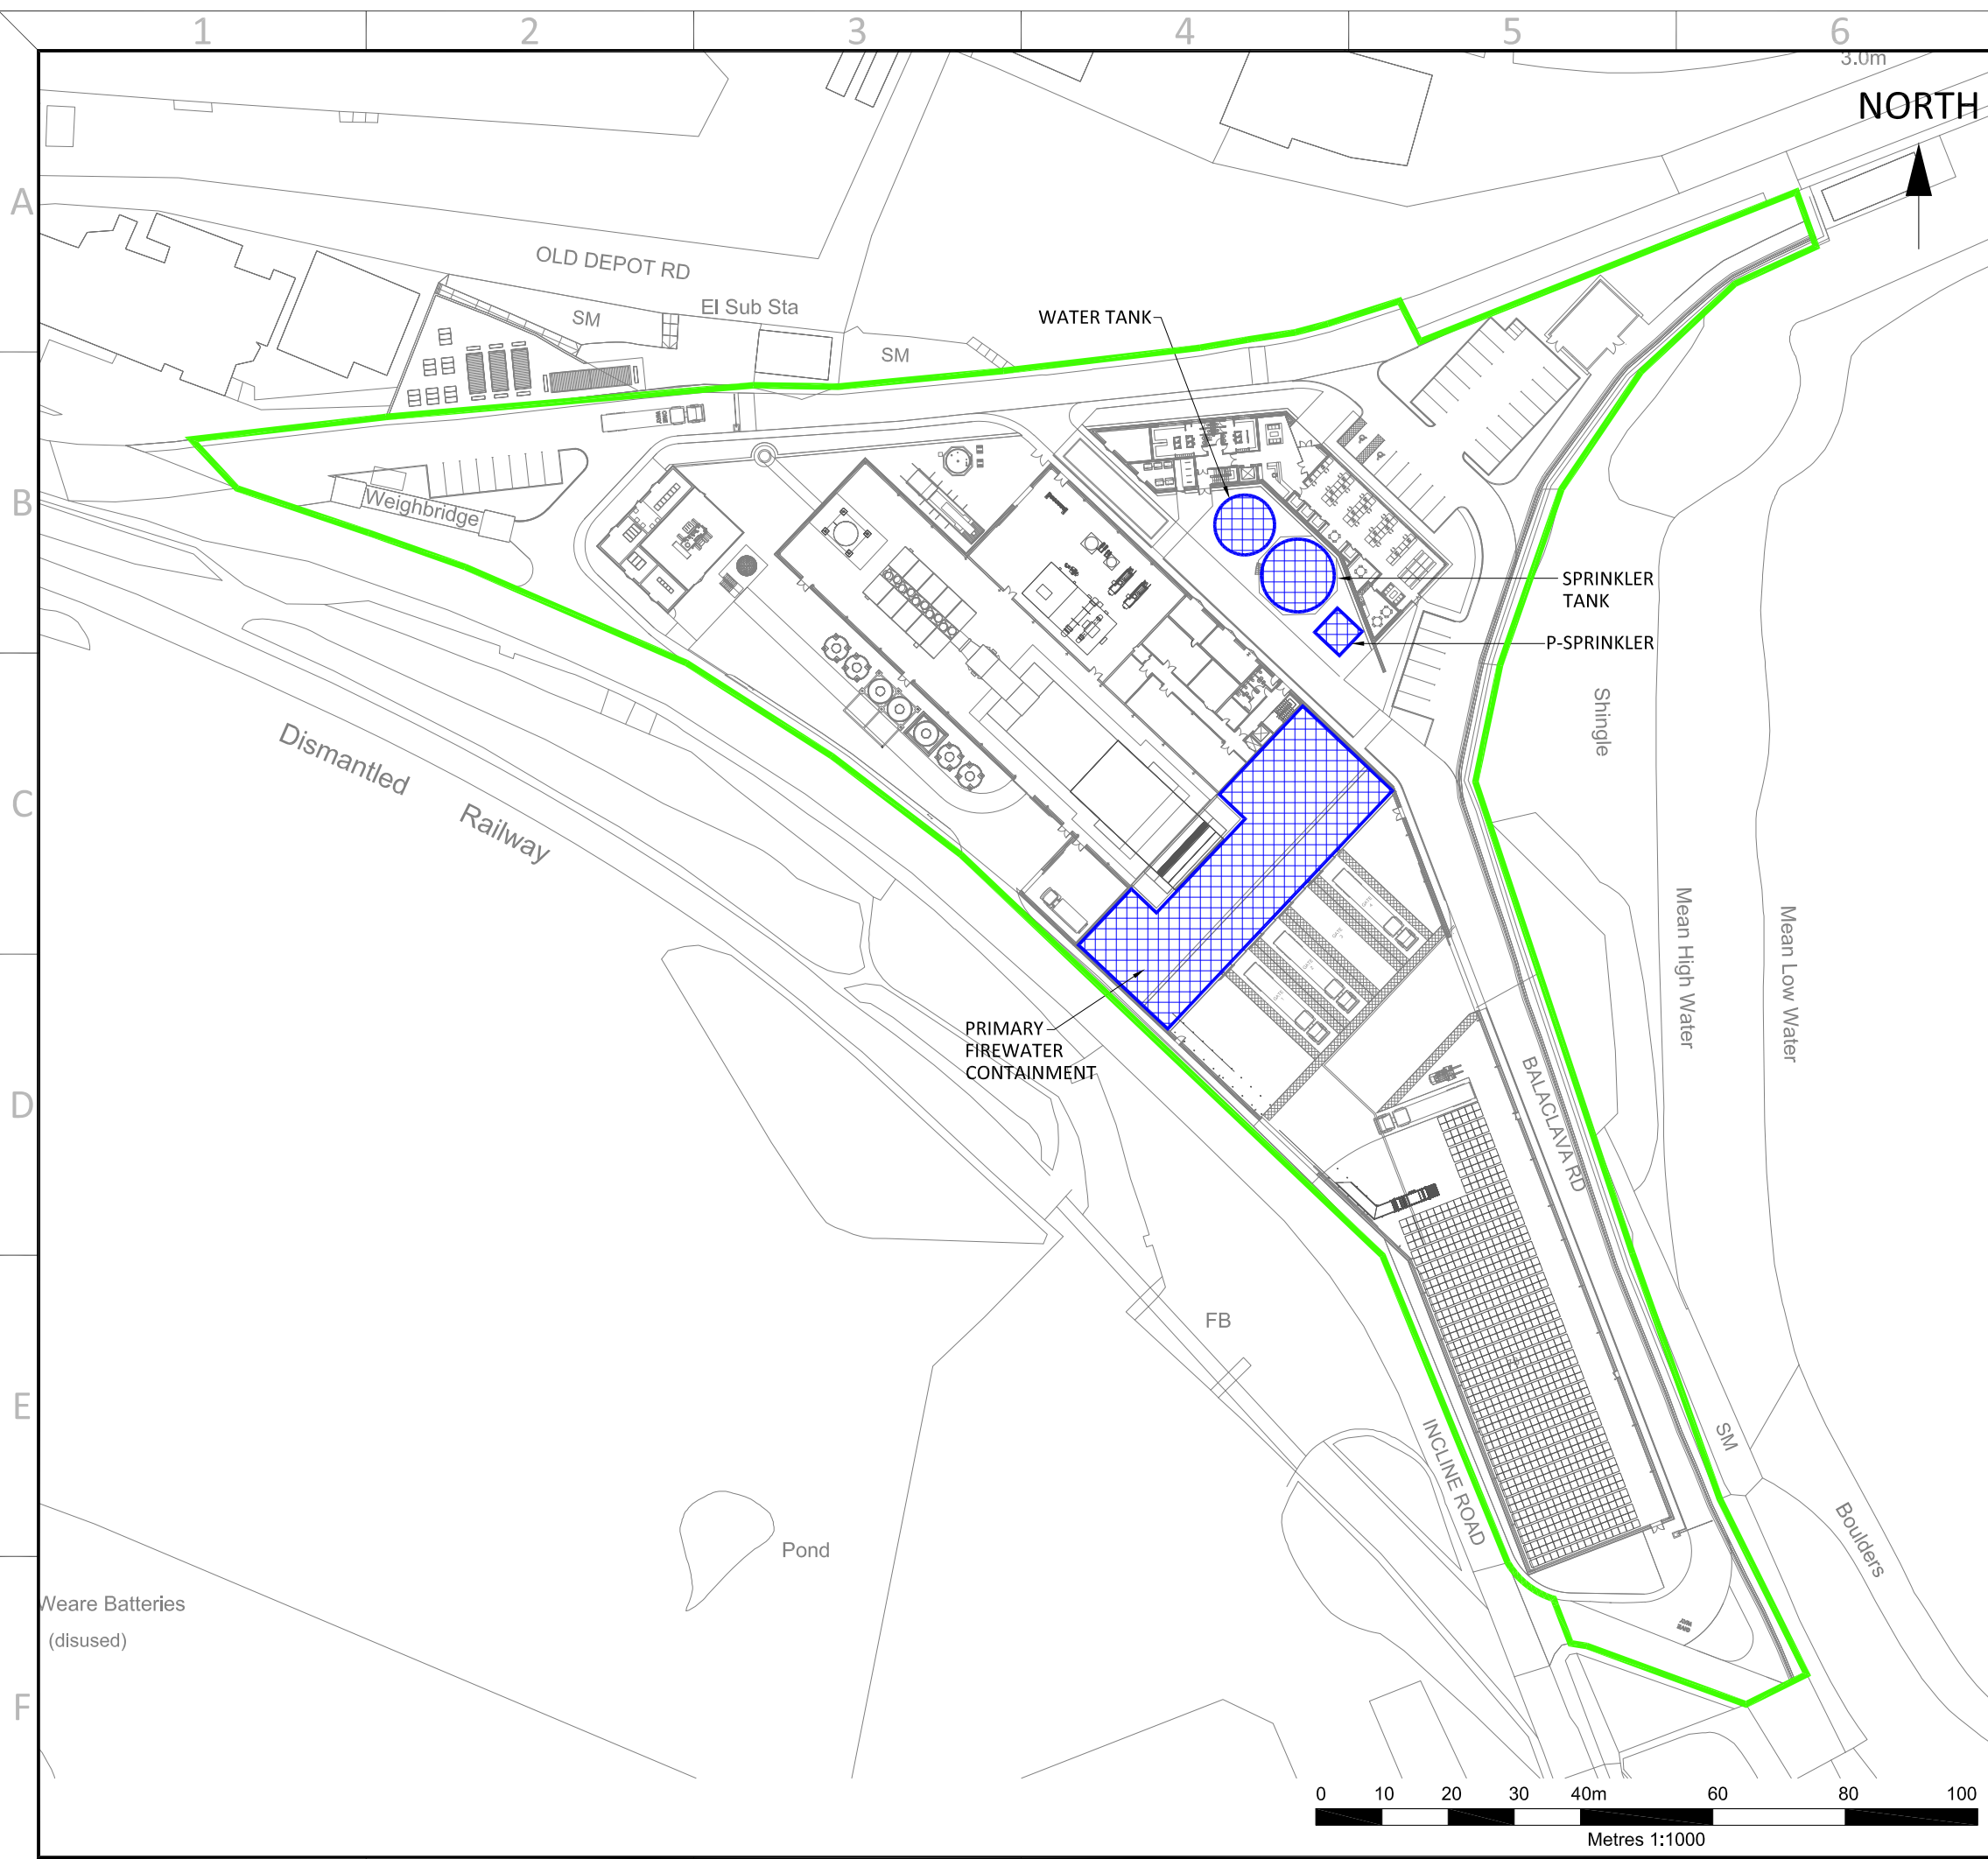 1 2 3 4 5 6
3.0m
NORTH
A
OLD DEPOT RD
El Sub Sta
SM
WATER TANK
SM
B
Weighbridge
SPRINKLER
TANK
P-SPRINKLER
Shingle
Dismantled
Railway
C
Mean High Water
Mean Low Water
PRIMARY
FIREWATER
CONTAINMENT
D
BALACLAVA RD
FB
E
INCLINE ROAD
SM
Boulders
Pond
Weare Batteries
(disused)
F
0 10 20 30 40m 60 80 100
Metres 1:1000